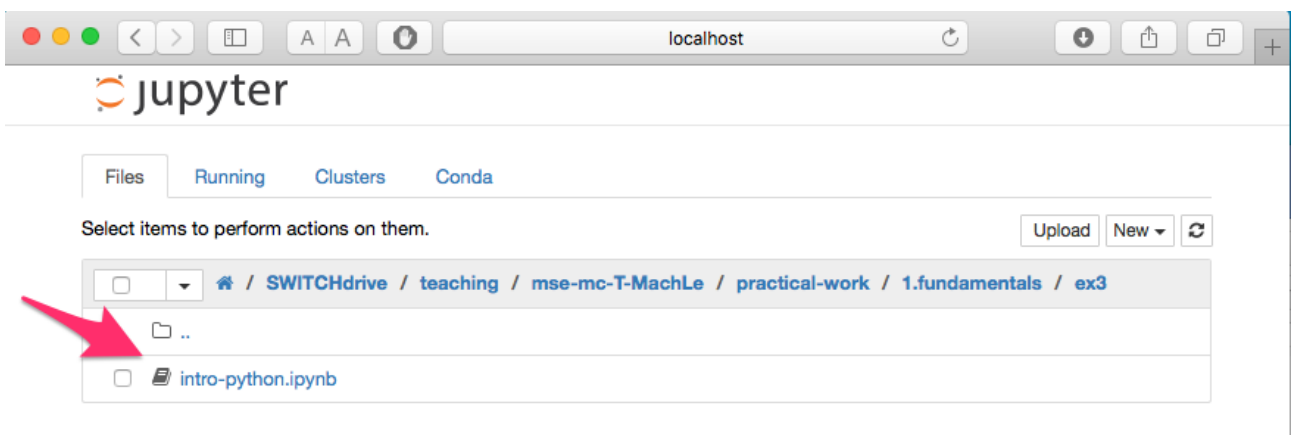 A A localhost
jupyter
Files Running Clusters Conda
Select items to perform actions on them. Upload New
/ SWITCHdrive / teaching / mse-mc-T-MachLe / practical-work / 1.fundamentals / ex3
..
intro-python.ipynb